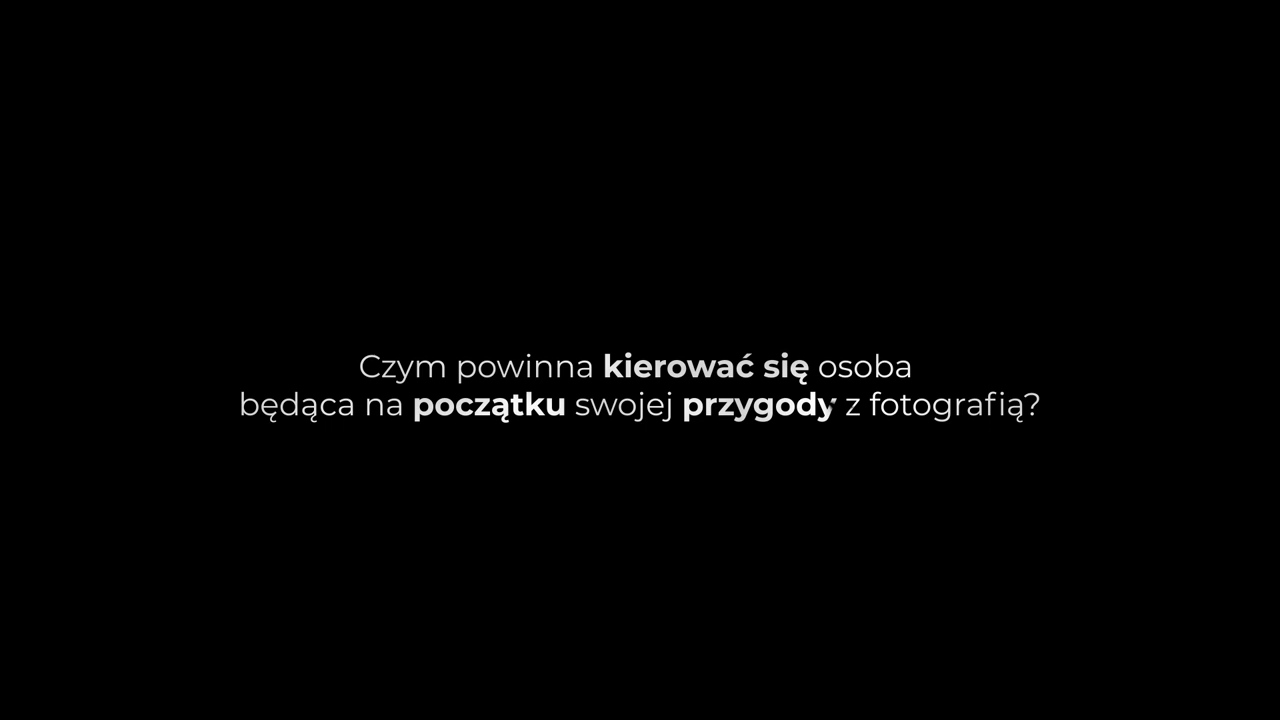 Czym powinna kierować się osoba
będąca na początku swojej przygody z fotografią?